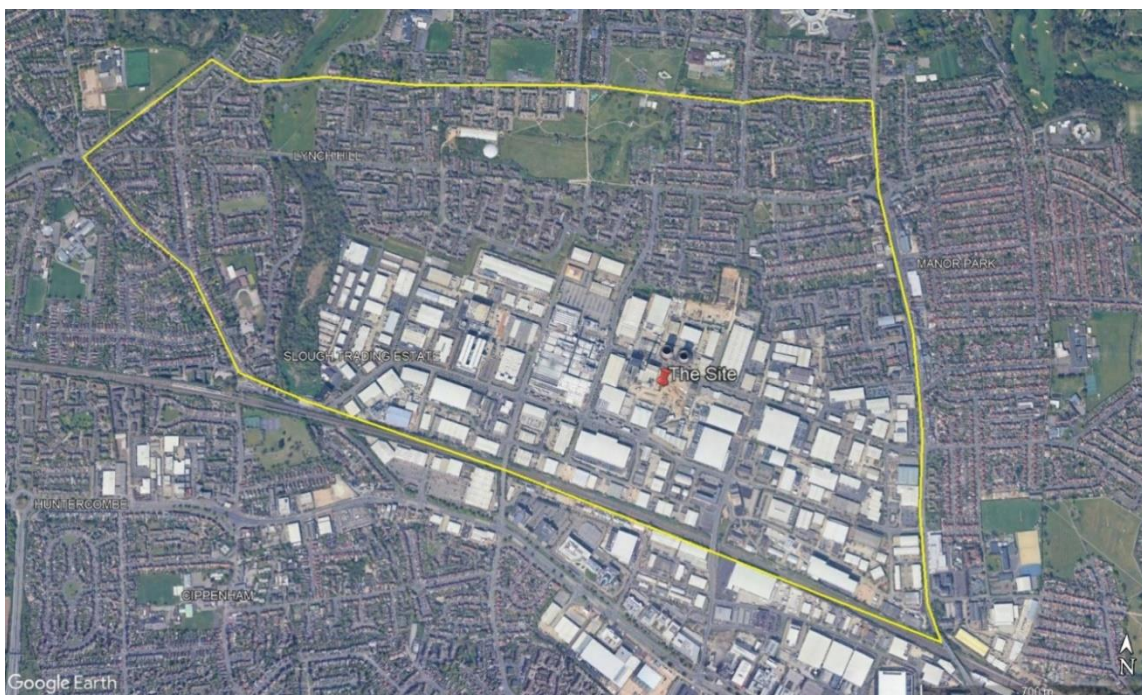 LYNCH HILL
MANOR PARK
SLOUGH TRADING ESTATE
The Site
HUNTERCOMBE
CIPPENHAM
N
Google Earth